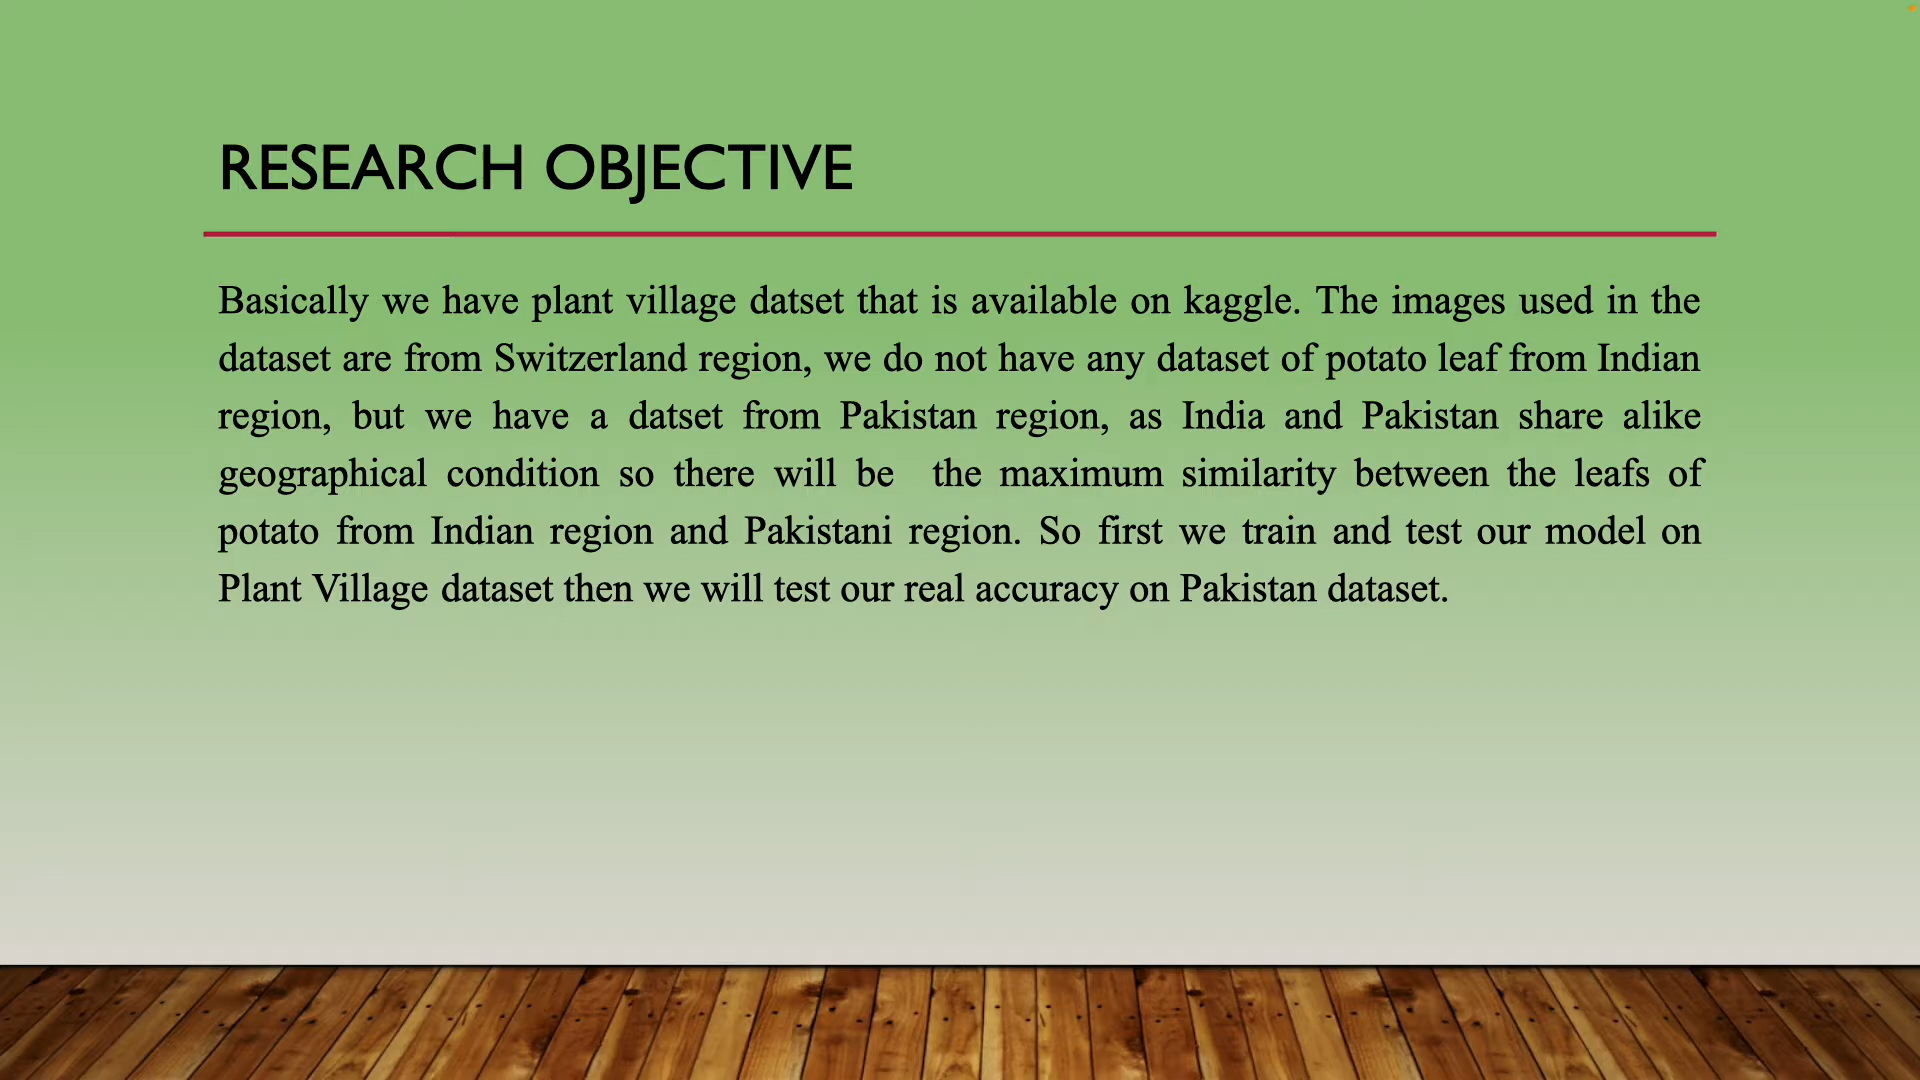 RESEARCH OBJECTIVE
Basically we have plant village datset that is available on kaggle. The images used in the
dataset are from Switzerland region, we do not have any dataset of potato leaf from Indian
region, but we have a datset from Pakistan region, as India and Pakistan share alike
geographical condition so there will be  the maximum similarity between the leafs of
potato from Indian region and Pakistani region. So first we train and test our model on
Plant Village dataset then we will test our real accuracy on Pakistan dataset.